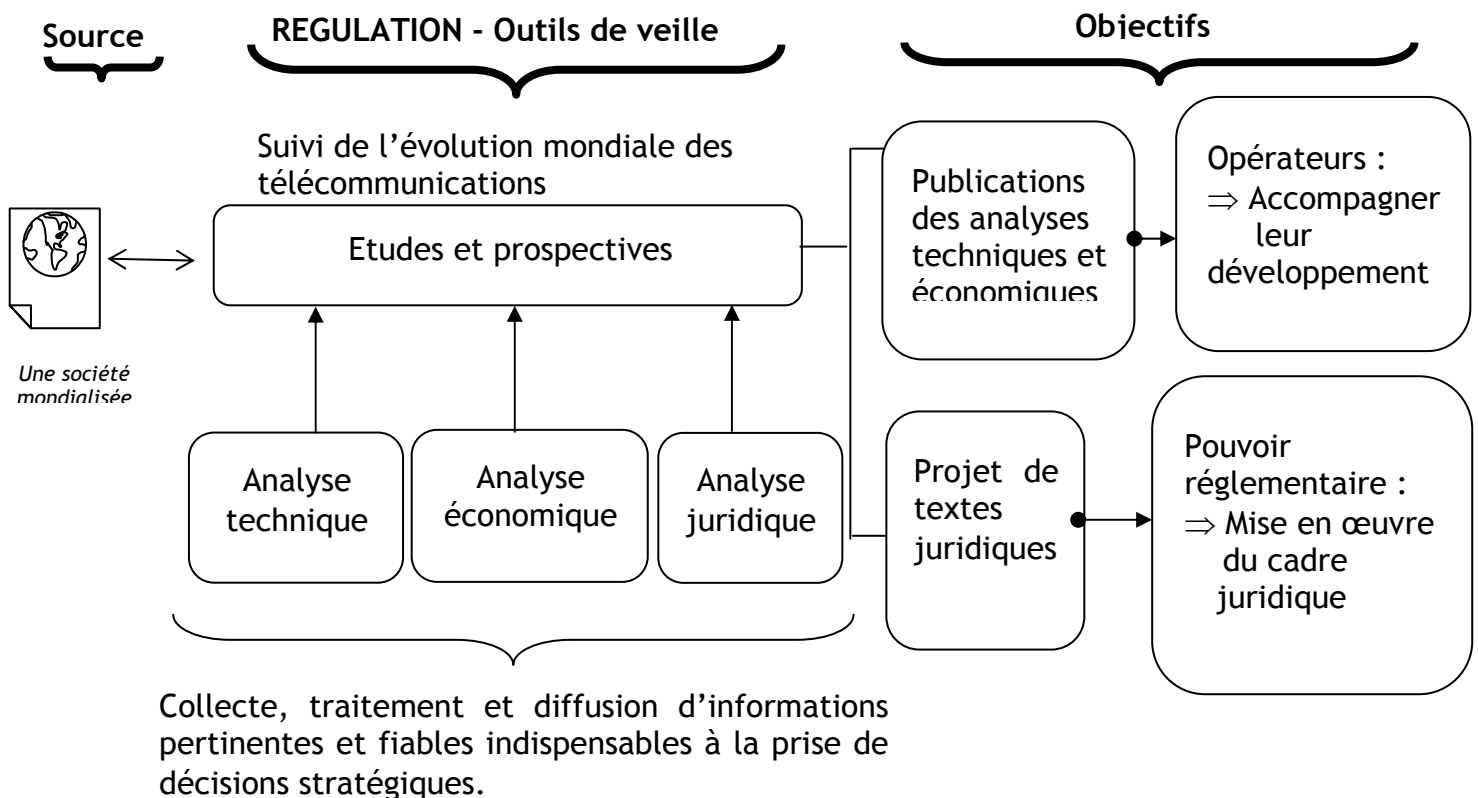 Source
REGULATION - Outils de veille
Objectifs
Suivi de l'évolution mondiale des
télécommunications
Etudes et prospectives
Une société
mondialisée
Analyse
technique
Analyse
économique
Analyse
juridique
Collecte, traitement et diffusion d'informations
pertinentes et fiables indispensables à la prise de
décisions stratégiques.
Publications
des analyses
techniques et
économiques
Opérateurs :
⇒ Accompagner
leur
développement
Projet de
textes
juridiques
Pouvoir
réglementaire :
⇒ Mise en œuvre
du cadre
juridique